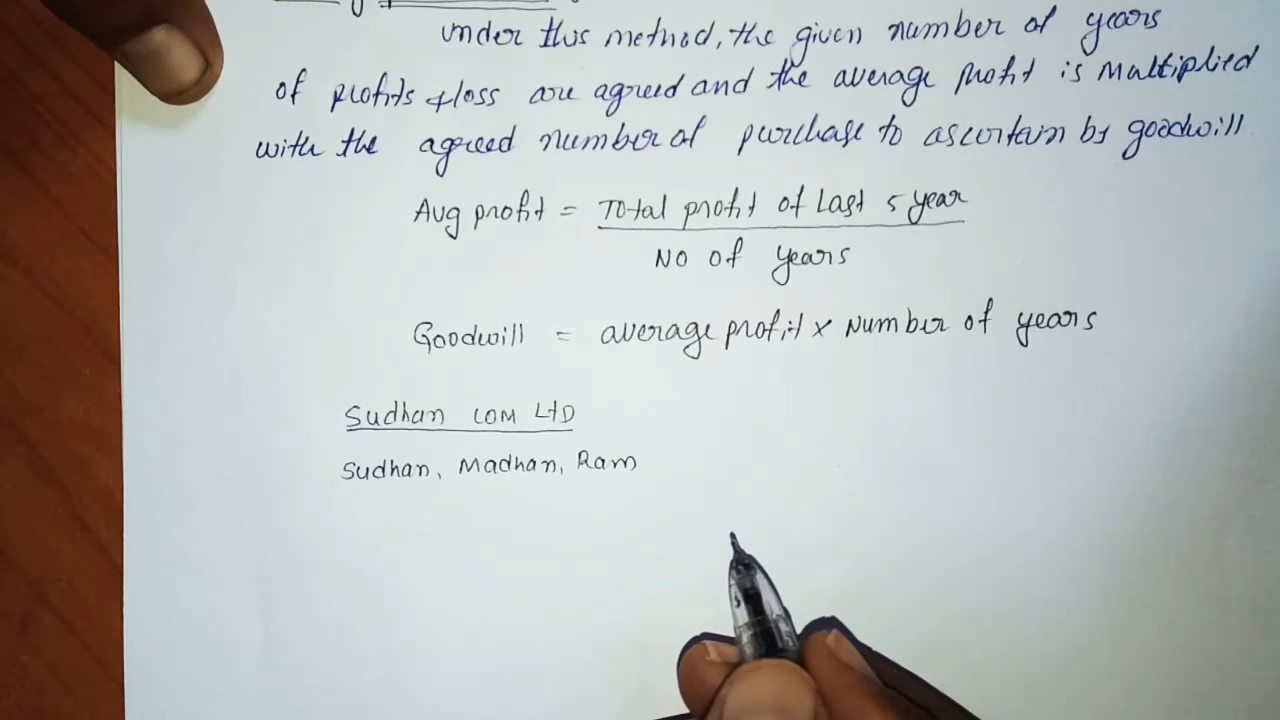 under this method, the given number of years
of profits & loss are agreed and the average profit is Multiplied
with the agreed number of purchase to ascertain by goodwill
Avg profit = Total profit of Last 5 year
No of years
Goodwill = average profit x Number of years
Sudhan COM LTD
Sudhan, Madhan, Ram